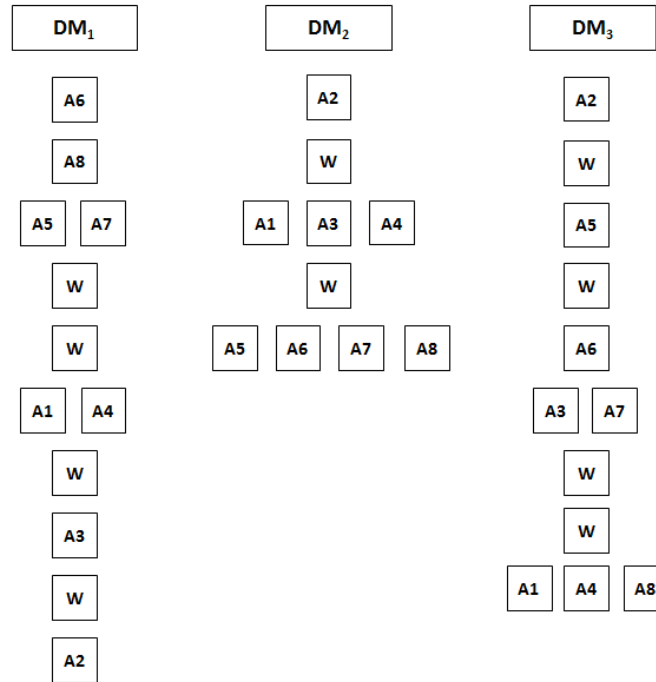 DM1 DM2 DM3
A6 A2 A2
A8 W W
A5 A7 A1 A3 A4 A5
W W W
W A5 A6 A7 A8 A6
A1 A4 A3 A7
W W
A3 W
W A1 A4 A8
A2